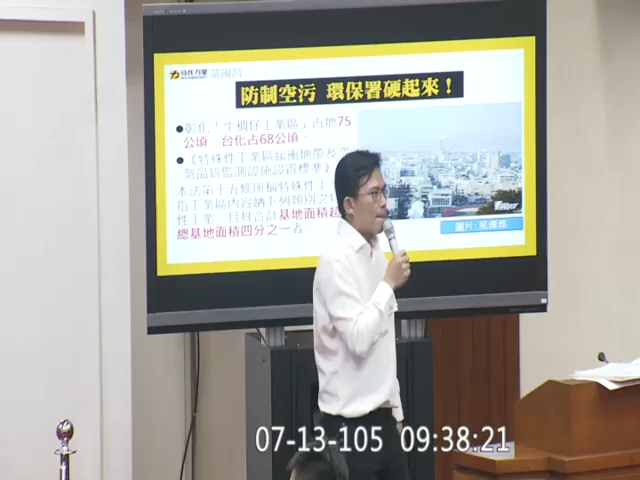 時代力量 黃國昌
防制空污 環保署硬起來！
●彰化「牛稠仔工業區」占地75
公頃，台化占68公頃。
●《特殊性工業區緩衝地帶及空
氣品質監測設施設置標準》
本法第十五條所稱特殊性工
指工業區內容納下列類別之
性工業，且其合計基地面積超
總基地面積四分之一者：
圖片：風傳媒
07-13-105 09:38:21